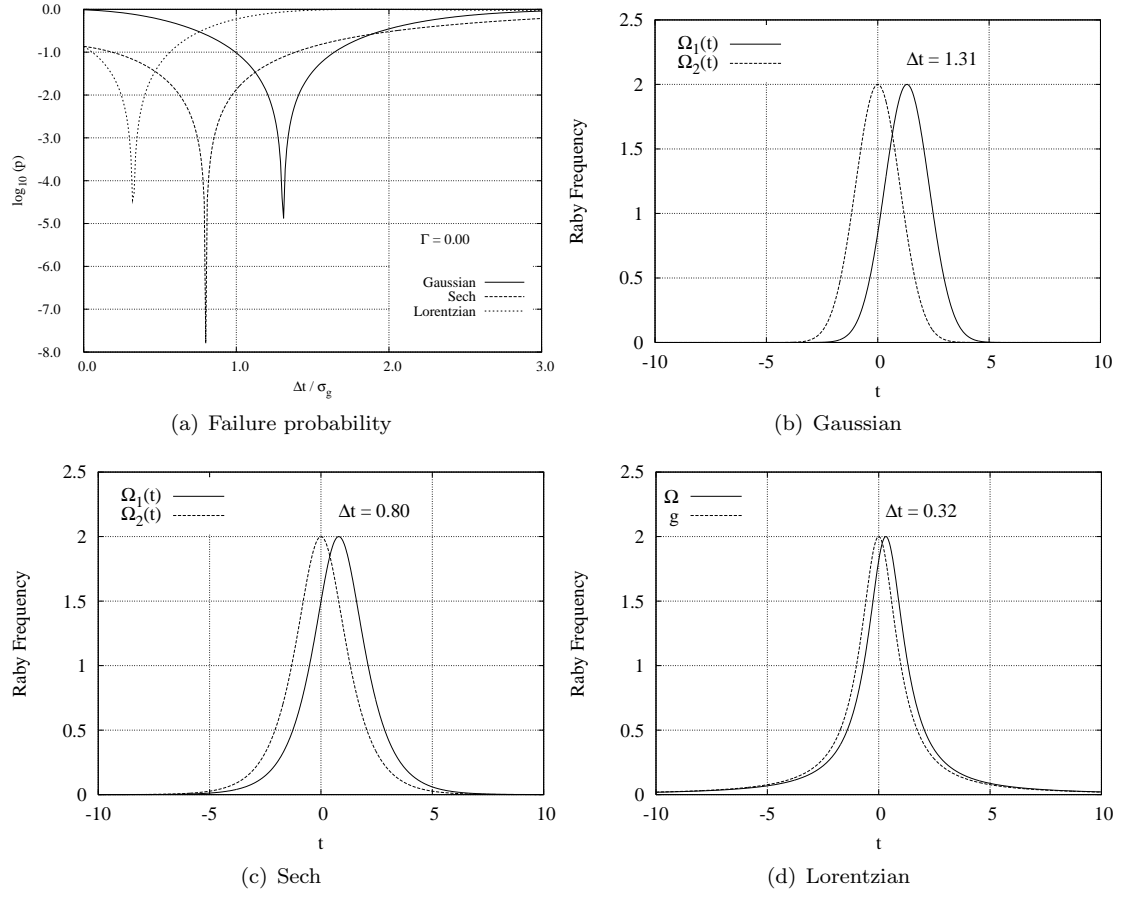 0.0
-1.0
-2.0
-3.0
-4.0
-5.0
-6.0
-7.0
-8.0
log₁₀ (p)
Γ = 0.00
Gaussian
Sech
Lorentzian
0.0 1.0 2.0 3.0
Δt / σg
(a) Failure probability
2.5
2
1.5
1
0.5
0
Raby Frequency
Ω₁(t)
Ω₂(t)
Δt = 1.31
-10 -5 0 5 10
t
(b) Gaussian
2.5
2
1.5
1
0.5
0
Raby Frequency
Ω₁(t)
Ω₂(t)
Δt = 0.80
-10 -5 0 5 10
t
(c) Sech
2.5
2
1.5
1
0.5
0
Raby Frequency
Ω
g
Δt = 0.32
-10 -5 0 5 10
t
(d) Lorentzian